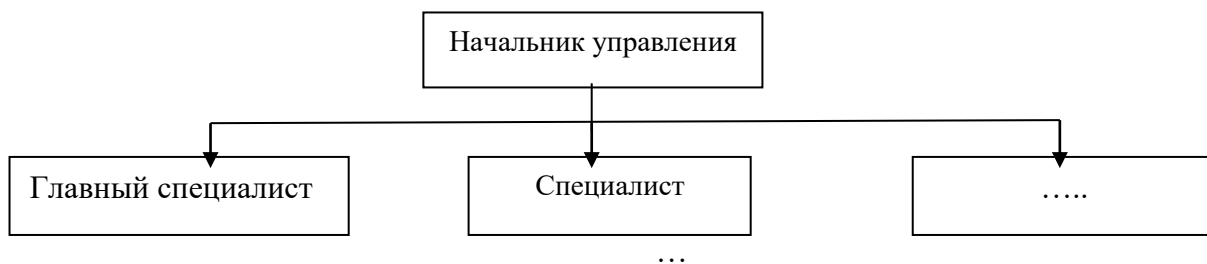 Начальник управления
Главный специалист
Специалист
…..
…